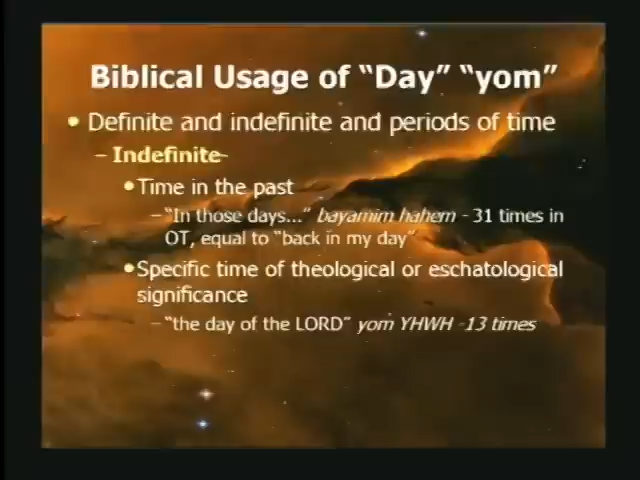 Biblical Usage of “Day” “yom”
• Definite and indefinite and periods of time
– Indefinite-
•Time in the past
–“In those days...” bayamim hahem - 31 times in
OT, equal to “back in my day”
•Specific time of theological or eschatological
significance
–“the day of the LORD” yom YHWH -13 times